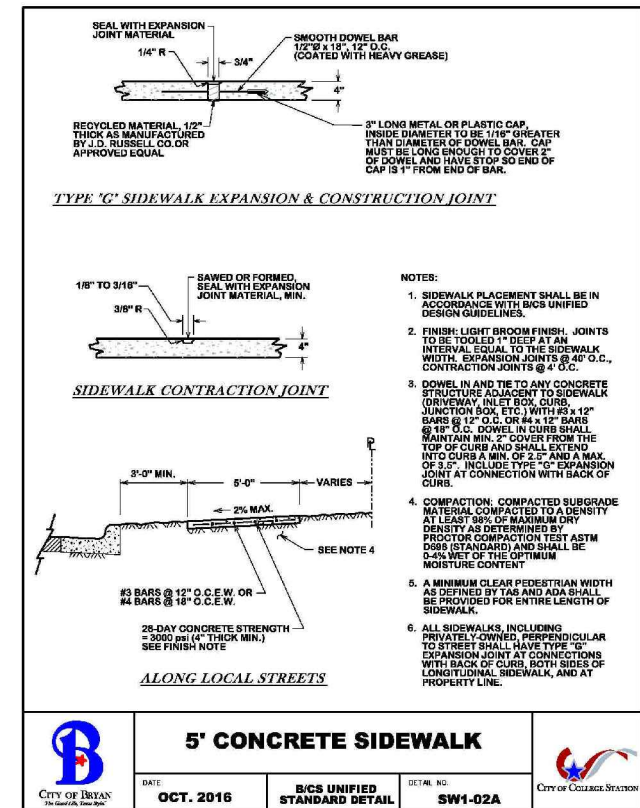 SEAL WITH EXPANSION
JOINT MATERIAL
1/4" R
3/4"
SMOOTH DOWEL BAR
1/2"Ø x 18", 12" O.C.
(COATED WITH HEAVY GREASE)
4"
RECYCLED MATERIAL, 1/2"
THICK AS MANUFACTURED
BY J.D. RUSSELL CO.OR
APPROVED EQUAL
3" LONG METAL OR PLASTIC CAP,
INSIDE DIAMETER TO BE 1/16" GREATER
THAN DIAMETER OF DOWEL BAR. CAP
MUST BE LONG ENOUGH TO COVER 2"
OF DOWEL AND HAVE STOP SO END OF
CAP IS 1" FROM END OF BAR.
TYPE "G" SIDEWALK EXPANSION & CONSTRUCTION JOINT
1/8" TO 3/16"
3/8" R
SAWED OR FORMED,
SEAL WITH EXPANSION
JOINT MATERIAL, MIN.
4"
SIDEWALK CONTRACTION JOINT
3'-0" MIN.
5'-0"
VARIES
2% MAX.
SEE NOTE 4
#3 BARS @ 12" O.C.E.W. OR
#4 BARS @ 18" O.C.E.W.
28-DAY CONCRETE STRENGTH
= 3000 psi (4" THICK MIN.)
SEE FINISH NOTE
ALONG LOCAL STREETS
NOTES:
1. SIDEWALK PLACEMENT SHALL BE IN
ACCORDANCE WITH B/CS UNIFIED
DESIGN GUIDELINES.
2. FINISH: LIGHT BROOM FINISH. JOINTS
TO BE TOOLED 1" DEEP AT AN
INTERVAL EQUAL TO THE SIDEWALK
WIDTH. EXPANSION JOINTS @ 40' O.C.,
CONTRACTION JOINTS @ 4' O.C.
3. DOWEL IN AND TIE TO ANY CONCRETE
STRUCTURE ADJACENT TO SIDEWALK
(DRIVEWAY, INLET BOX, CURB,
JUNCTION BOX, ETC.) WITH #3 x 12"
BARS @ 12" O.C. OR #4 x 12" BARS
@ 18" O.C. DOWEL IN CURB SHALL
MAINTAIN MIN. 2" COVER FROM THE
TOP OF CURB AND SHALL EXTEND
INTO CURB A MIN. OF 2.5" AND A MAX.
OF 3.5". INCLUDE TYPE "G" EXPANSION
JOINT AT CONNECTION WITH BACK OF
CURB.
4. COMPACTION: COMPACTED SUBGRADE
MATERIAL COMPACTED TO A DENSITY
AT LEAST 98% OF MAXIMUM DRY
DENSITY AS DETERMINED BY
PROCTOR COMPACTION TEST ASTM
D698 (STANDARD) AND SHALL BE
0-4% WET OF THE OPTIMUM
MOISTURE CONTENT
5. A MINIMUM CLEAR PEDESTRIAN WIDTH
AS DEFINED BY TAS AND ADA SHALL
BE PROVIDED FOR ENTIRE LENGTH OF
SIDEWALK.
6. ALL SIDEWALKS, INCLUDING
PRIVATELY-OWNED, PERPENDICULAR
TO STREET SHALL HAVE TYPE "G"
EXPANSION JOINT AT CONNECTIONS
WITH BACK OF CURB, BOTH SIDES OF
LONGITUDINAL SIDEWALK, AND AT
PROPERTY LINE.
B
CITY OF BRYAN
The Good Life, Texas Style.
5' CONCRETE SIDEWALK
DATE
OCT. 2016
B/CS UNIFIED
STANDARD DETAIL
DETAIL NO.
SW1-02A
CITY OF COLLEGE STATION